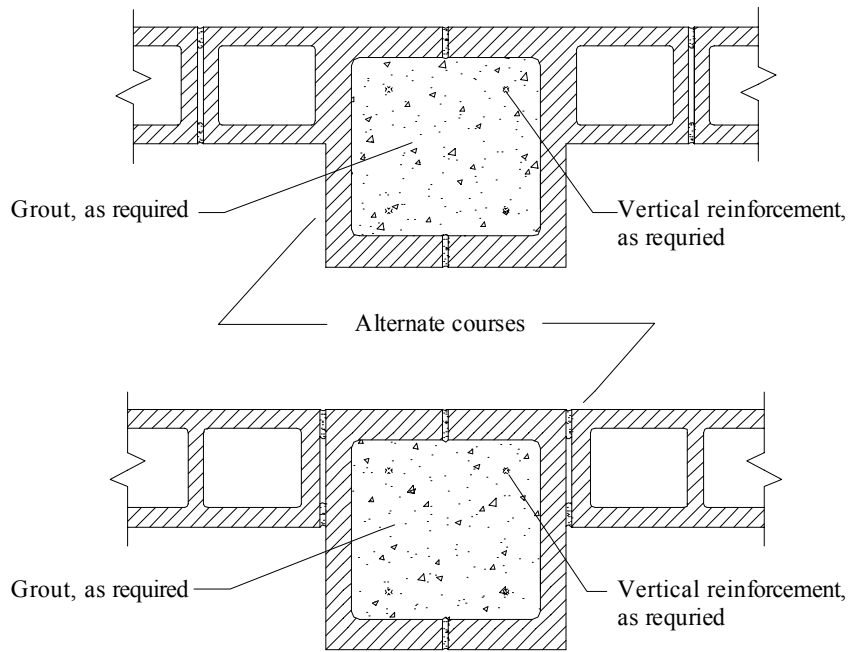 Grout, as required
Vertical reinforcement,
as requried
Alternate courses
Grout, as required
Vertical reinforcement,
as requried